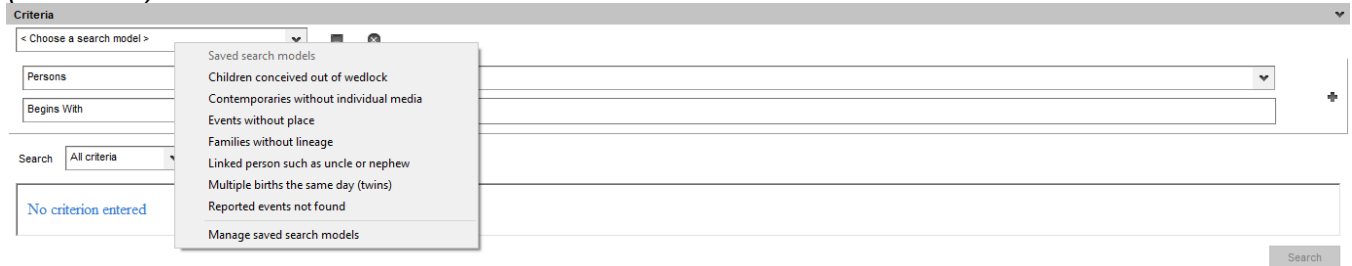 Criteria
< Choose a search model >
Saved search models
Children conceived out of wedlock
Contemporaries without individual media
Events without place
Families without lineage
Linked person such as uncle or nephew
Multiple births the same day (twins)
Reported events not found
Manage saved search models
Persons
Begins With
Search All criteria
No criterion entered
Search